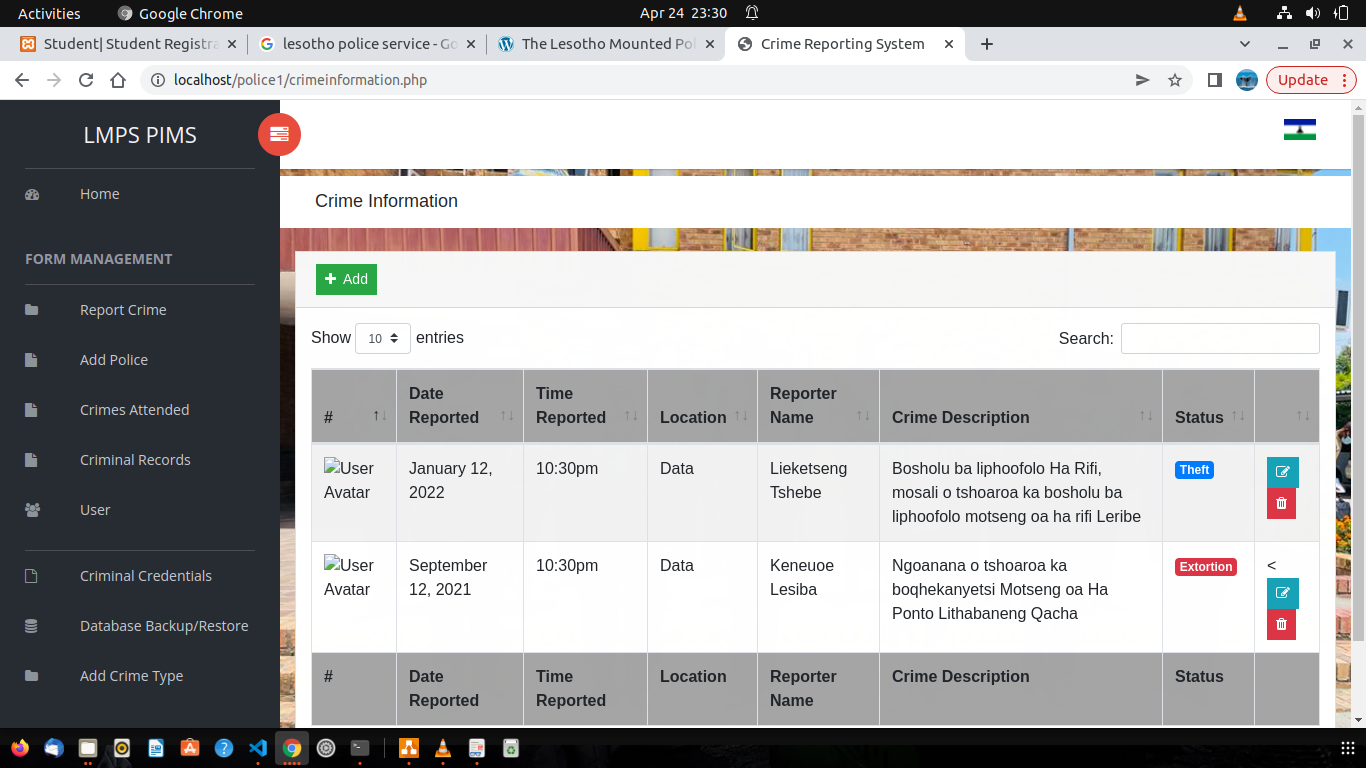 Activities
Google Chrome
Apr 24 23:30
Student| Student Registra
lesotho police service - Go
The Lesotho Mounted Pol
Crime Reporting System
localhost/police1/crimeinformation.php
Update
LMPS PIMS
Home
FORM MANAGEMENT
Report Crime
Add Police
Crimes Attended
Criminal Records
User
Criminal Credentials
Database Backup/Restore
Add Crime Type
Crime Information
Add
Show 10 entries
Search:
#
Date
Reported
Time
Reported
Location
Reporter
Name
Crime Description
Status
User
Avatar
January 12,
2022
10:30pm
Data
Lieketseng
Tshebe
Bosholu ba liphoofolo Ha Rifi,
mosali o tshoaroa ka bosholu ba
liphoofolo motseng oa ha rifi Leribe
Theft
User
Avatar
September
12, 2021
10:30pm
Data
Keneuoe
Lesiba
Ngoanana o tshoaroa ka
boqhekanyetsi Motseng oa Ha
Ponto Lithabaneng Qacha
Extortion
<
#
Date
Reported
Time
Reported
Location
Reporter
Name
Crime Description
Status